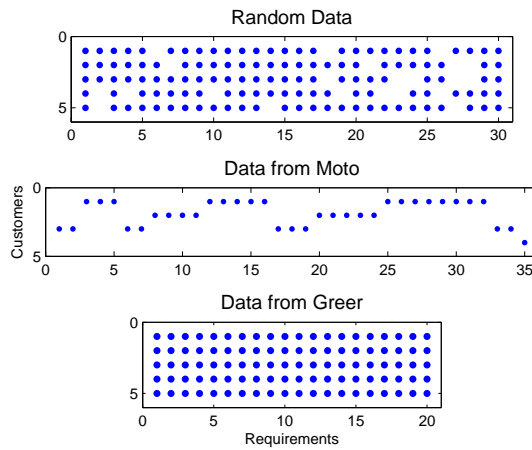 Random Data
0
5
0 5 10 15 20 25 30
Data from Moto
Customers
0
5
0 5 10 15 20 25 30 35
Data from Greer
0
5
0 5 10 15 20
Requirements